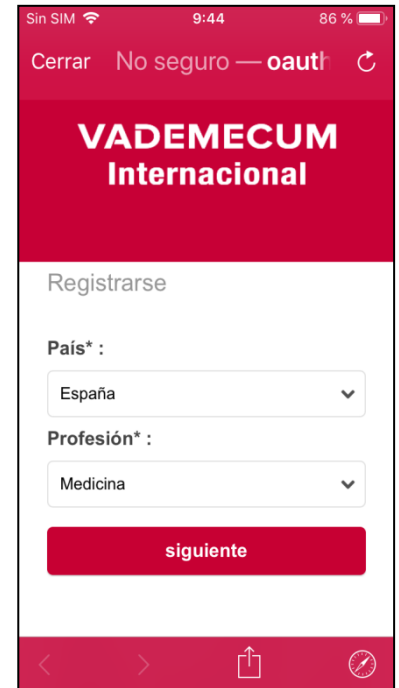 Sin SIM 9:44 86 %
Cerrar No seguro — oauth
VADEMECUM
Internacional
Registrarse
País* :
España
Profesión* :
Medicina
siguiente